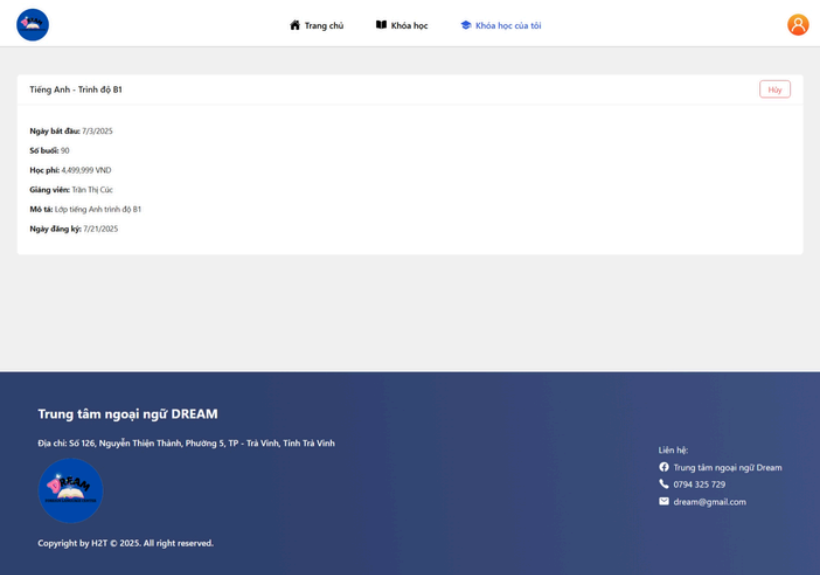 DREAM
Trang chủ
Khóa học
Khóa học của tôi
Tiếng Anh - Trình độ B1
Hủy
Ngày bắt đầu: 7/3/2025
Số buổi: 90
Học phí: 4,499,999 VND
Giảng viên: Trần Thị Cúc
Mô tả: Lớp tiếng Anh trình độ B1
Ngày đăng ký: 7/21/2025
Trung tâm ngoại ngữ DREAM
Địa chỉ: Số 126, Nguyễn Thiện Thành, Phường 5, TP - Trà Vinh, Tỉnh Trà Vinh
DREAM
Liên hệ:
Trung tâm ngoại ngữ Dream
0794 325 729
dream@gmail.com
Copyright by H2T © 2025. All right reserved.